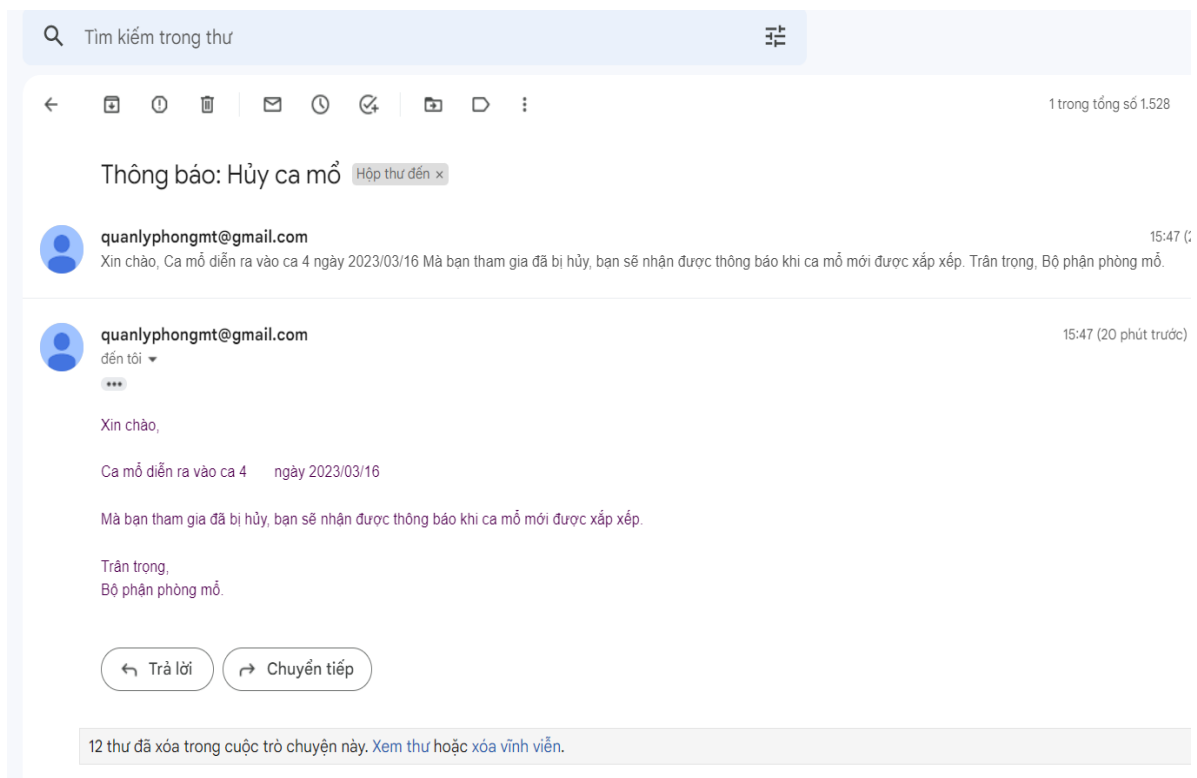 Tìm kiếm trong thư
1 trong tổng số 1.528
Thông báo: Hủy ca mổ Hộp thư đến ×
quanlyphongmt@gmail.com 15:47 (2
Xin chào, Ca mổ diễn ra vào ca 4 ngày 2023/03/16 Mà bạn tham gia đã bị hủy, bạn sẽ nhận được thông báo khi ca mổ mới được xắp xếp. Trân trọng, Bộ phận phòng mổ.
quanlyphongmt@gmail.com 15:47 (20 phút trước)
đến tôi
Xin chào,
Ca mổ diễn ra vào ca 4 ngày 2023/03/16
Mà bạn tham gia đã bị hủy, bạn sẽ nhận được thông báo khi ca mổ mới được xắp xếp.
Trân trọng,
Bộ phận phòng mổ.
Trả lời Chuyển tiếp
12 thư đã xóa trong cuộc trò chuyện này. Xem thư hoặc xóa vĩnh viễn.